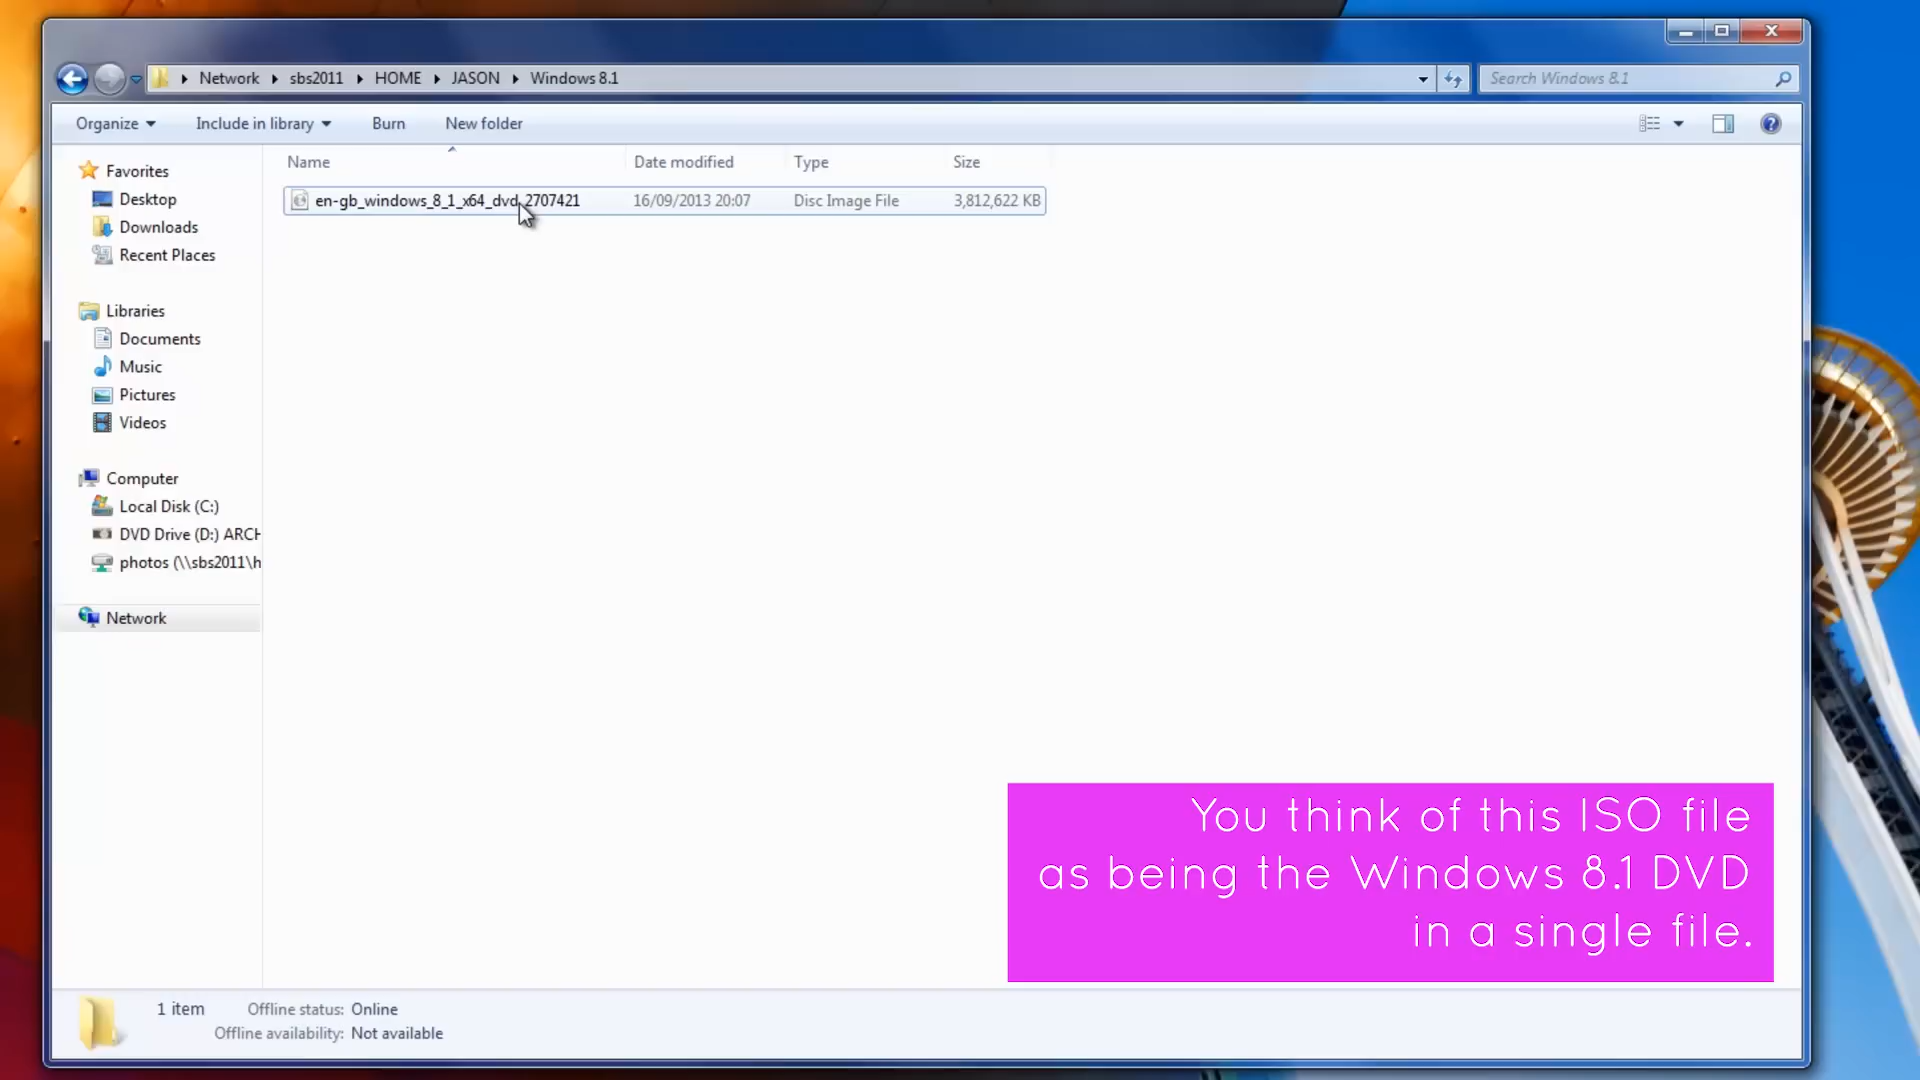 Network ▸ sbs2011 ▸ HOME ▸ JASON ▸ Windows 8.1
Search Windows 8.1
Organize Include in library Burn New folder
Name Date modified Type Size
en-gb_windows_8_1_x64_dvd_2707421 16/09/2013 20:07 Disc Image File 3,812,622 KB
Favorites
Desktop
Downloads
Recent Places
Libraries
Documents
Music
Pictures
Videos
Computer
Local Disk (C:)
DVD Drive (D:) ARCH
photos (\\sbs2011\h
Network
You think of this ISO file
as being the Windows 8.1 DVD
in a single file.
1 item Offline status: Online
Offline availability: Not available